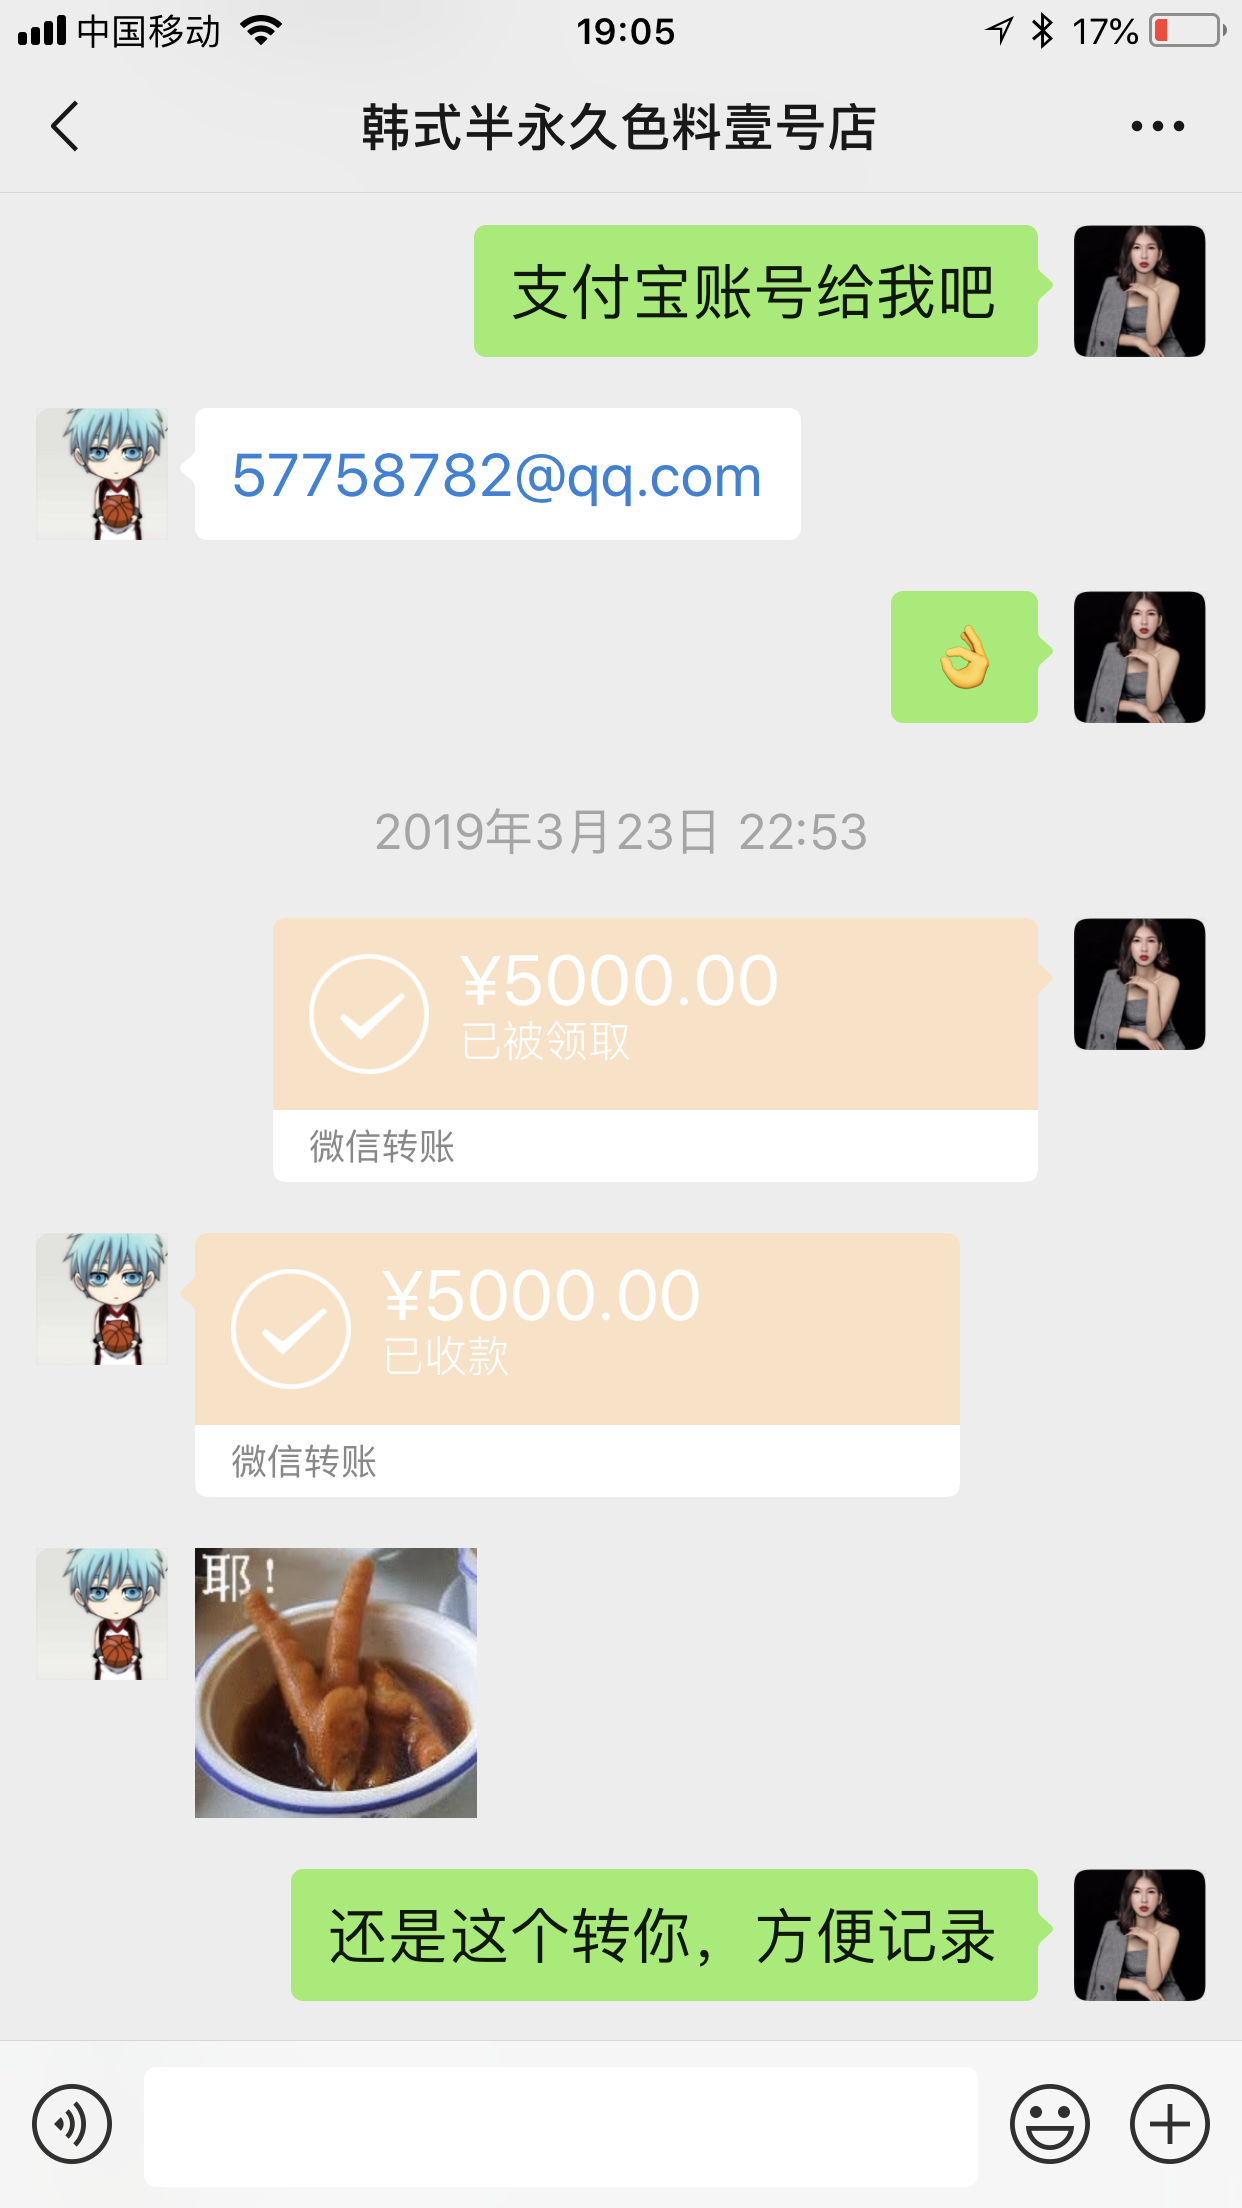 中国移动 19:05 17%
韩式半永久色料壹号店
支付宝账号给我吧
57758782@qq.com
2019年3月23日 22:53
¥5000.00
已被领取
微信转账
¥5000.00
已收款
微信转账
耶!
还是这个转你，方便记录